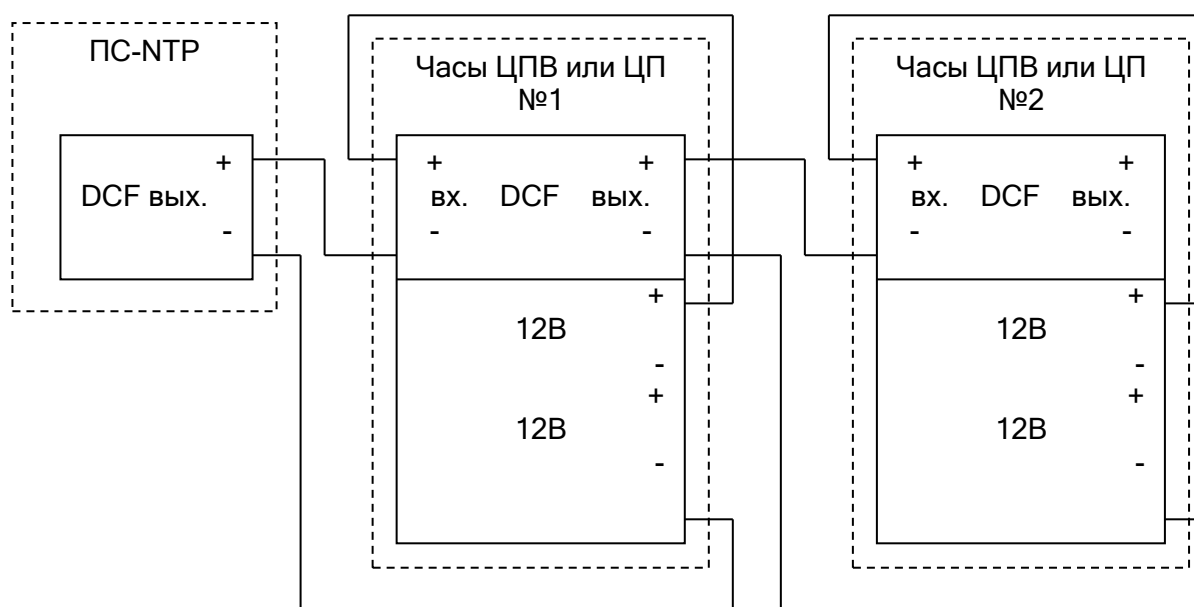 ПС-NTP
DCF вых.
+
-
Часы ЦПВ или ЦП
№1
+ +
вх. DCF вых.
- -
+
12В
-
+
12В
-
Часы ЦПВ или ЦП
№2
+ +
вх. DCF вых.
- -
+
12В
-
+
12В
-